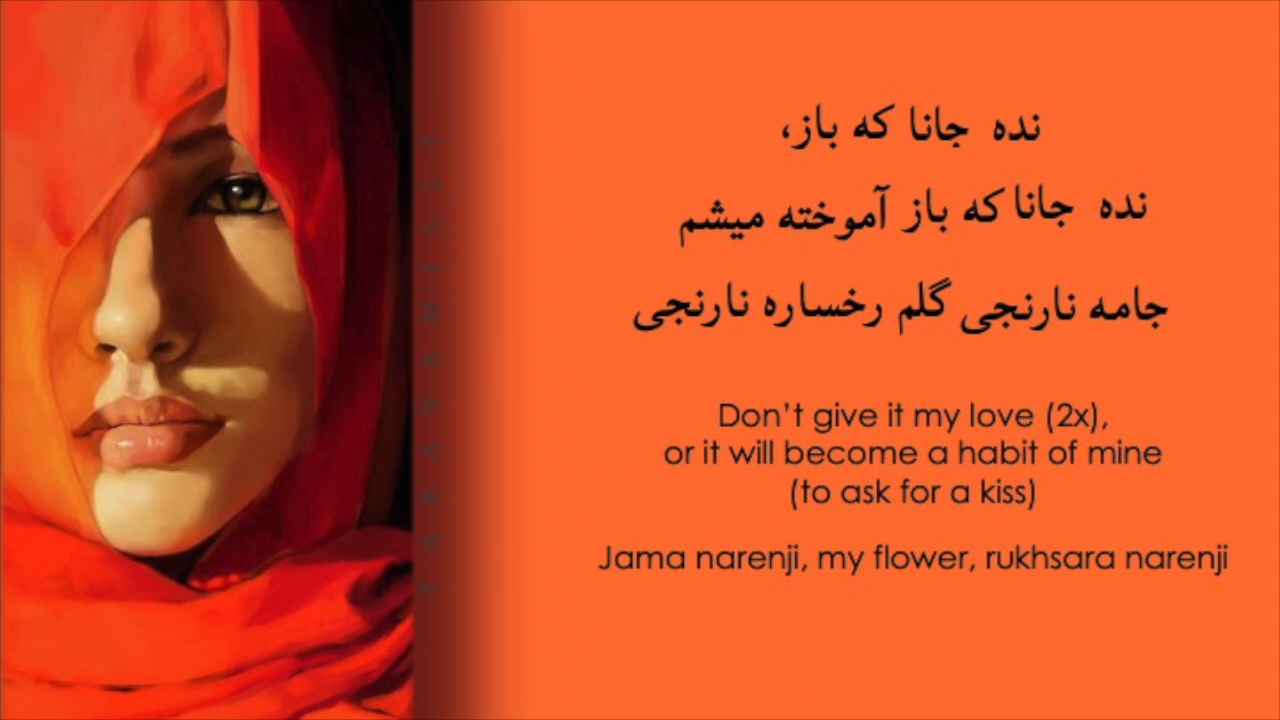 نده جانا که باز،
نده جانا که باز آموخته میشم
جامه نارنجی گلم رخساره نارنجی
Don't give it my love (2x),
or it will become a habit of mine
(to ask for a kiss)
Jama narenji, my flower, rukhsara narenji